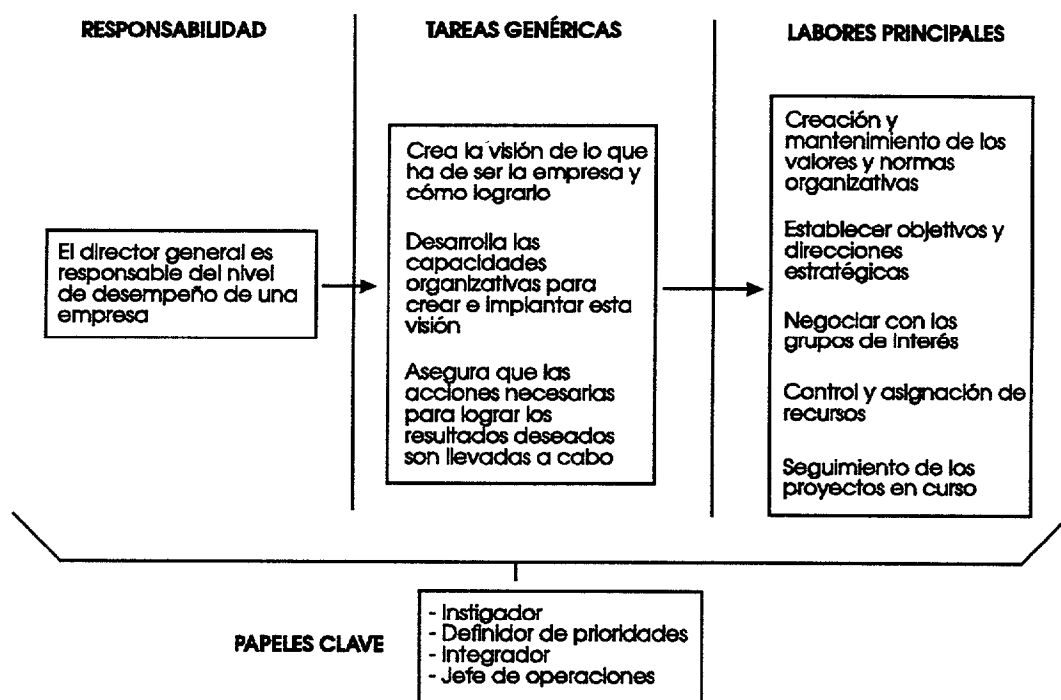 RESPONSABILIDAD
TAREAS GENÉRICAS
LABORES PRINCIPALES
El director general es
responsable del nivel
de desempeño de una
empresa
Crea la visión de lo que
ha de ser la empresa y
cómo lograrlo
Desarrolla las
capacidades
organizativas para
crear e implantar esta
visión
Asegura que las
acciones necesarias
para lograr los
resultados deseados
son llevadas a cabo
Creación y
mantenimiento de los
valores y normas
organizativas
Establecer objetivos y
direcciones
estratégicas
Negociar con los
grupos de interés
Control y asignación de
recursos
Seguimiento de los
proyectos en curso
PAPELES CLAVE
- Instigador
- Definidor de prioridades
- Integrador
- Jefe de operaciones